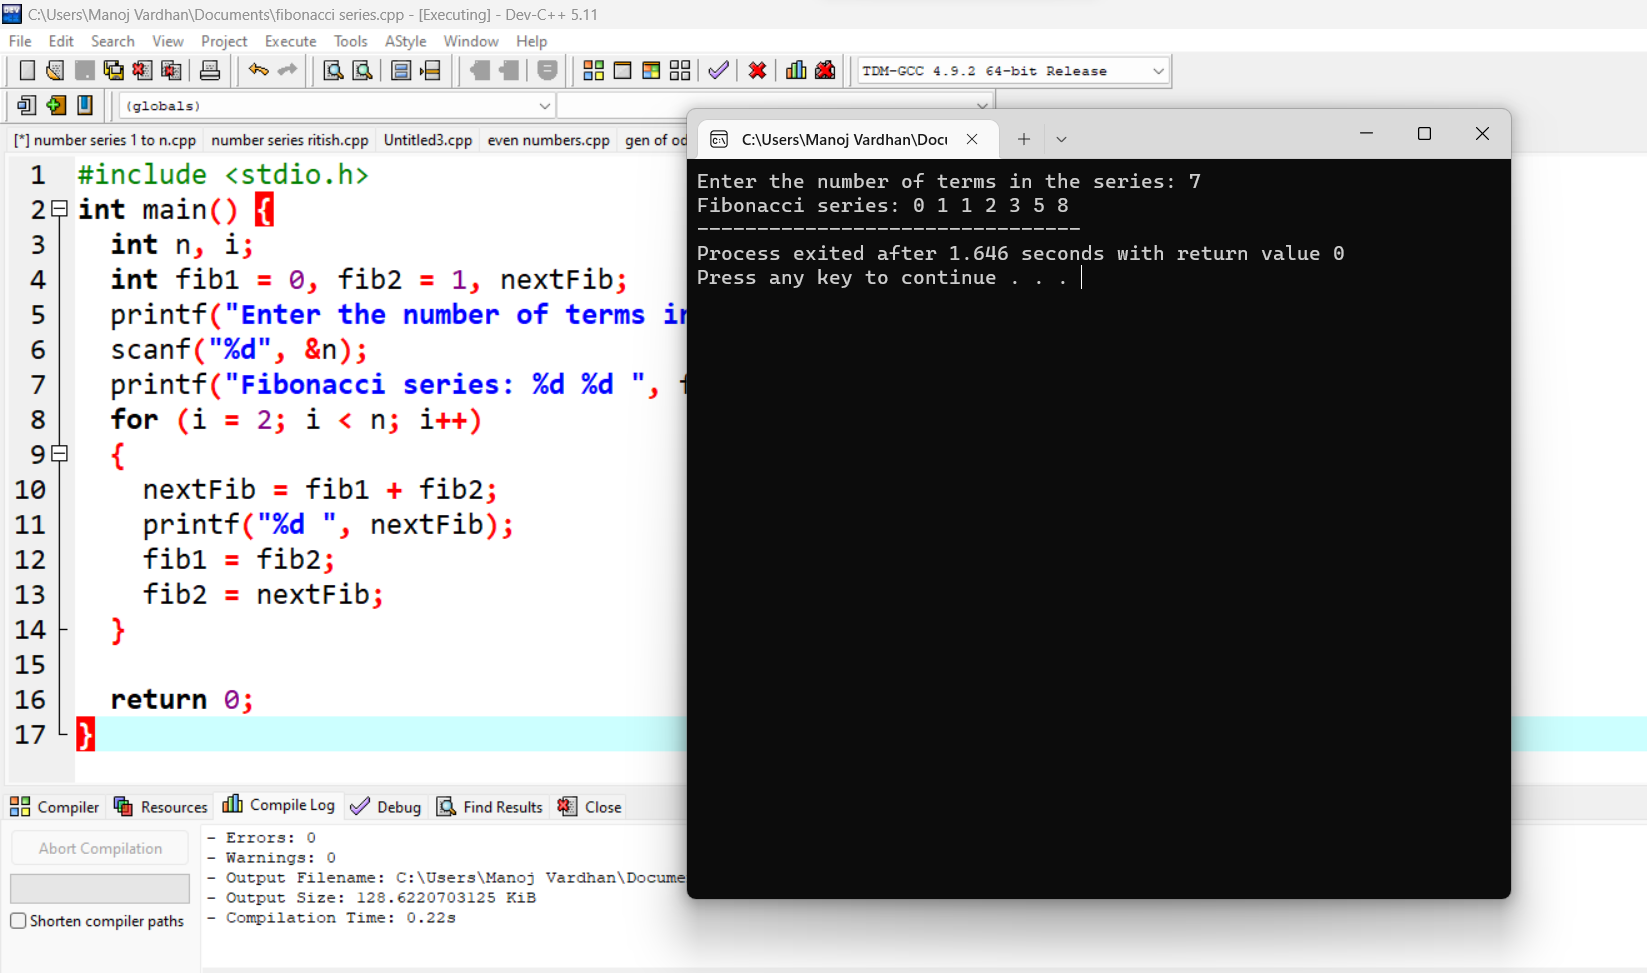 C:\Users\Manoj Vardhan\Documents\fibonacci series.cpp - [Executing] - Dev-C++ 5.11
File Edit Search View Project Execute Tools AStyle Window Help
TDM-GCC 4.9.2 64-bit Release
(globals)
[*] number series 1 to n.cpp number series ritish.cpp Untitled3.cpp even numbers.cpp gen of od
C:\Users\Manoj Vardhan\Docu
1 #include <stdio.h>
2 int main() {
3 int n, i;
4 int fib1 = 0, fib2 = 1, nextFib;
5 printf("Enter the number of terms in
6 scanf("%d", &n);
7 printf("Fibonacci series: %d %d ", f
8 for (i = 2; i < n; i++)
9 {
10 nextFib = fib1 + fib2;
11 printf("%d ", nextFib);
12 fib1 = fib2;
13 fib2 = nextFib;
14 }
15
16 return 0;
17 }
Enter the number of terms in the series: 7
Fibonacci series: 0 1 1 2 3 5 8
--------------------------------
Process exited after 1.646 seconds with return value 0
Press any key to continue . . .
Compiler Resources Compile Log Debug Find Results Close
Abort Compilation
Shorten compiler paths
- Errors: 0
- Warnings: 0
- Output Filename: C:\Users\Manoj Vardhan\Docume
- Output Size: 128.6220703125 KiB
- Compilation Time: 0.22s